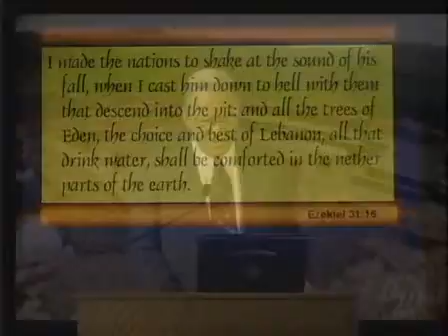 I made the nations to shake at the sound of his
fall, when I cast him down to hell with them
that descend into the pit: and all the trees of
Eden, the choice and best of Lebanon, all that
drink water, shall be comforted in the nether
parts of the earth.
Ezekiel 31:16